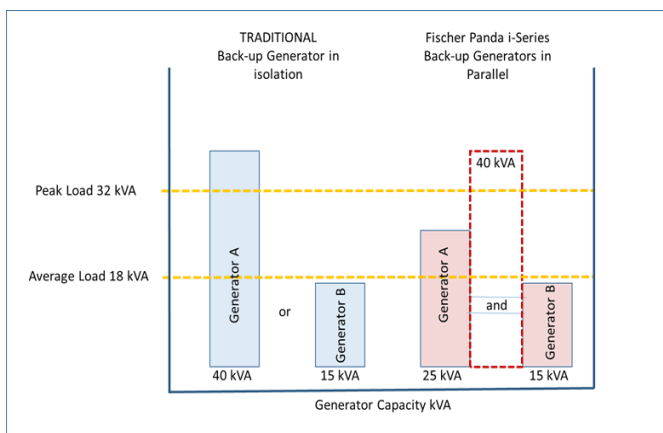 TRADITIONAL
Back-up Generator in
isolation
Fischer Panda i-Series
Back-up Generators in
Parallel
40 kVA
Peak Load 32 kVA
Average Load 18 kVA
Generator A
or
Generator B
Generator A
and
Generator B
40 kVA
15 kVA
25 kVA
15 kVA
Generator Capacity kVA